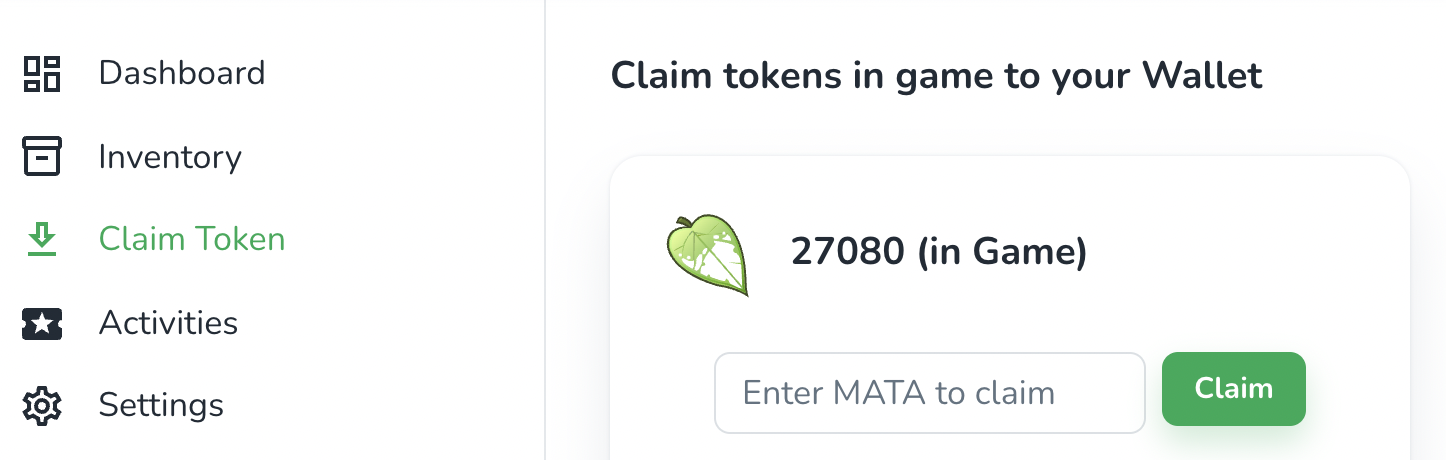 Dashboard
Inventory
Claim Token
Activities
Settings
Claim tokens in game to your Wallet
27080 (in Game)
Enter MATA to claim
Claim